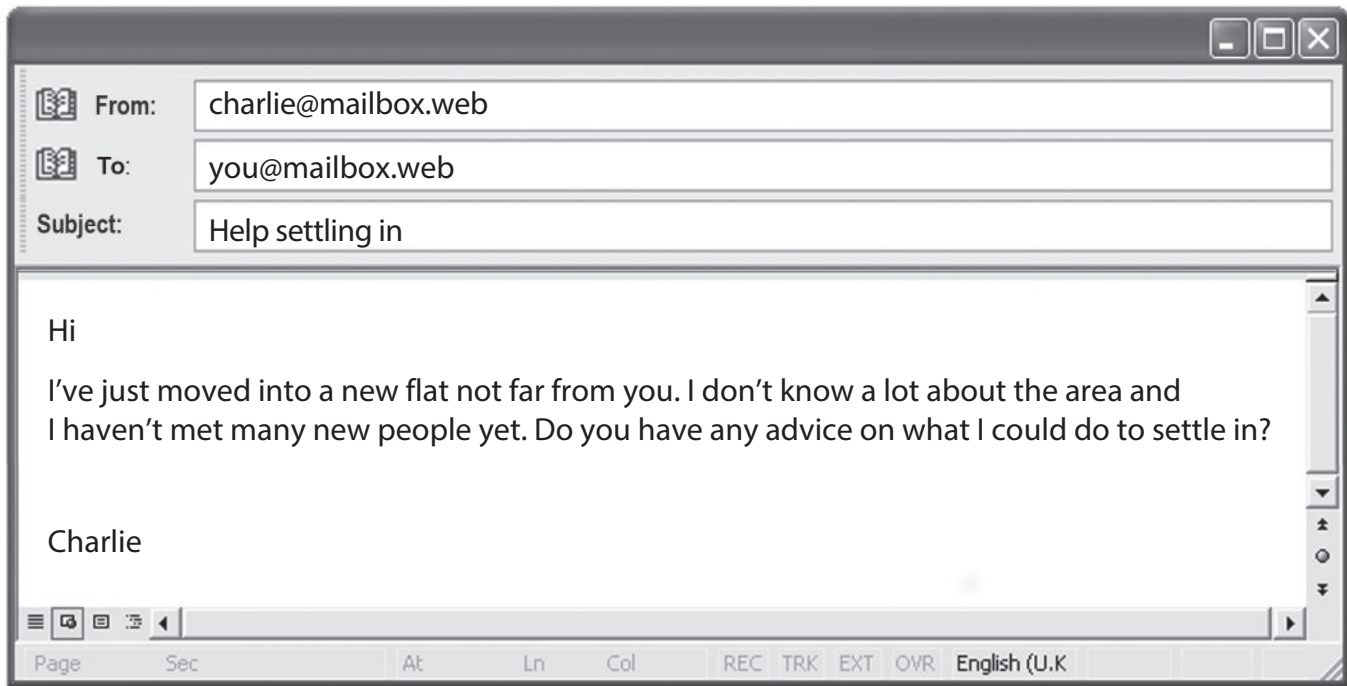 From: charlie@mailbox.web
To: you@mailbox.web
Subject: Help settling in
Hi
I've just moved into a new flat not far from you. I don't know a lot about the area and
I haven't met many new people yet. Do you have any advice on what I could do to settle in?
Charlie
Page Sec At Ln Col REC TRK EXT OVR English (U.K